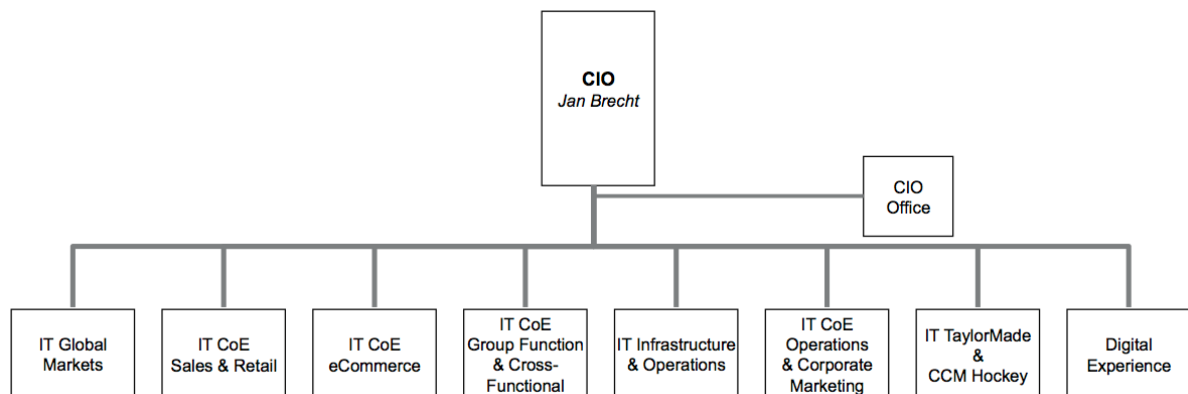 CIO
Jan Brecht
CIO
Office
IT Global
Markets
IT CoE
Sales & Retail
IT CoE
eCommerce
IT CoE
Group Function
& Cross-
Functional
IT Infrastructure
& Operations
IT CoE
Operations
& Corporate
Marketing
IT TaylorMade
&
CCM Hockey
Digital
Experience